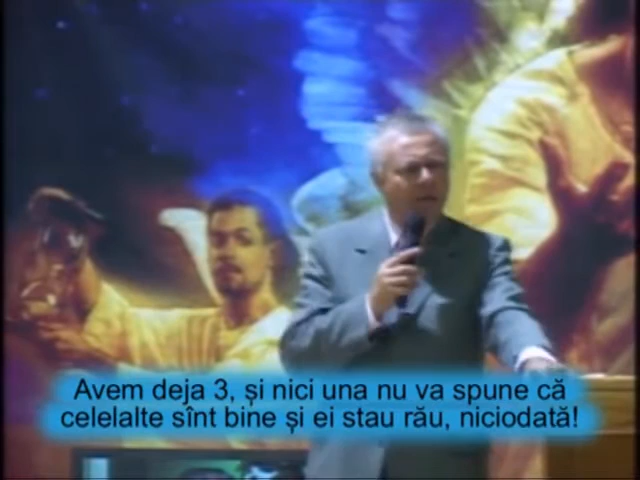 Avem deja 3, și nici una nu va spune că
celelalte sînt bine și ei stau rău, niciodată!